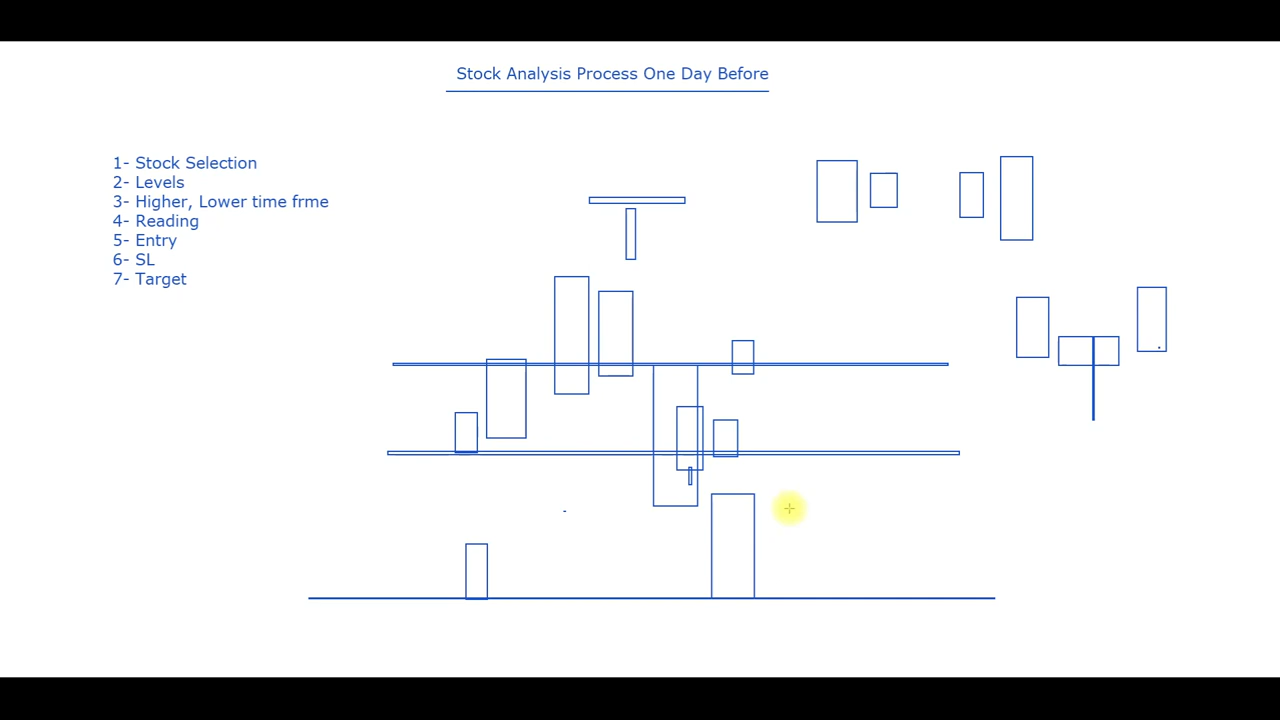 Stock Analysis Process One Day Before
1- Stock Selection
2- Levels
3- Higher, Lower time frme
4- Reading
5- Entry
6- SL
7- Target